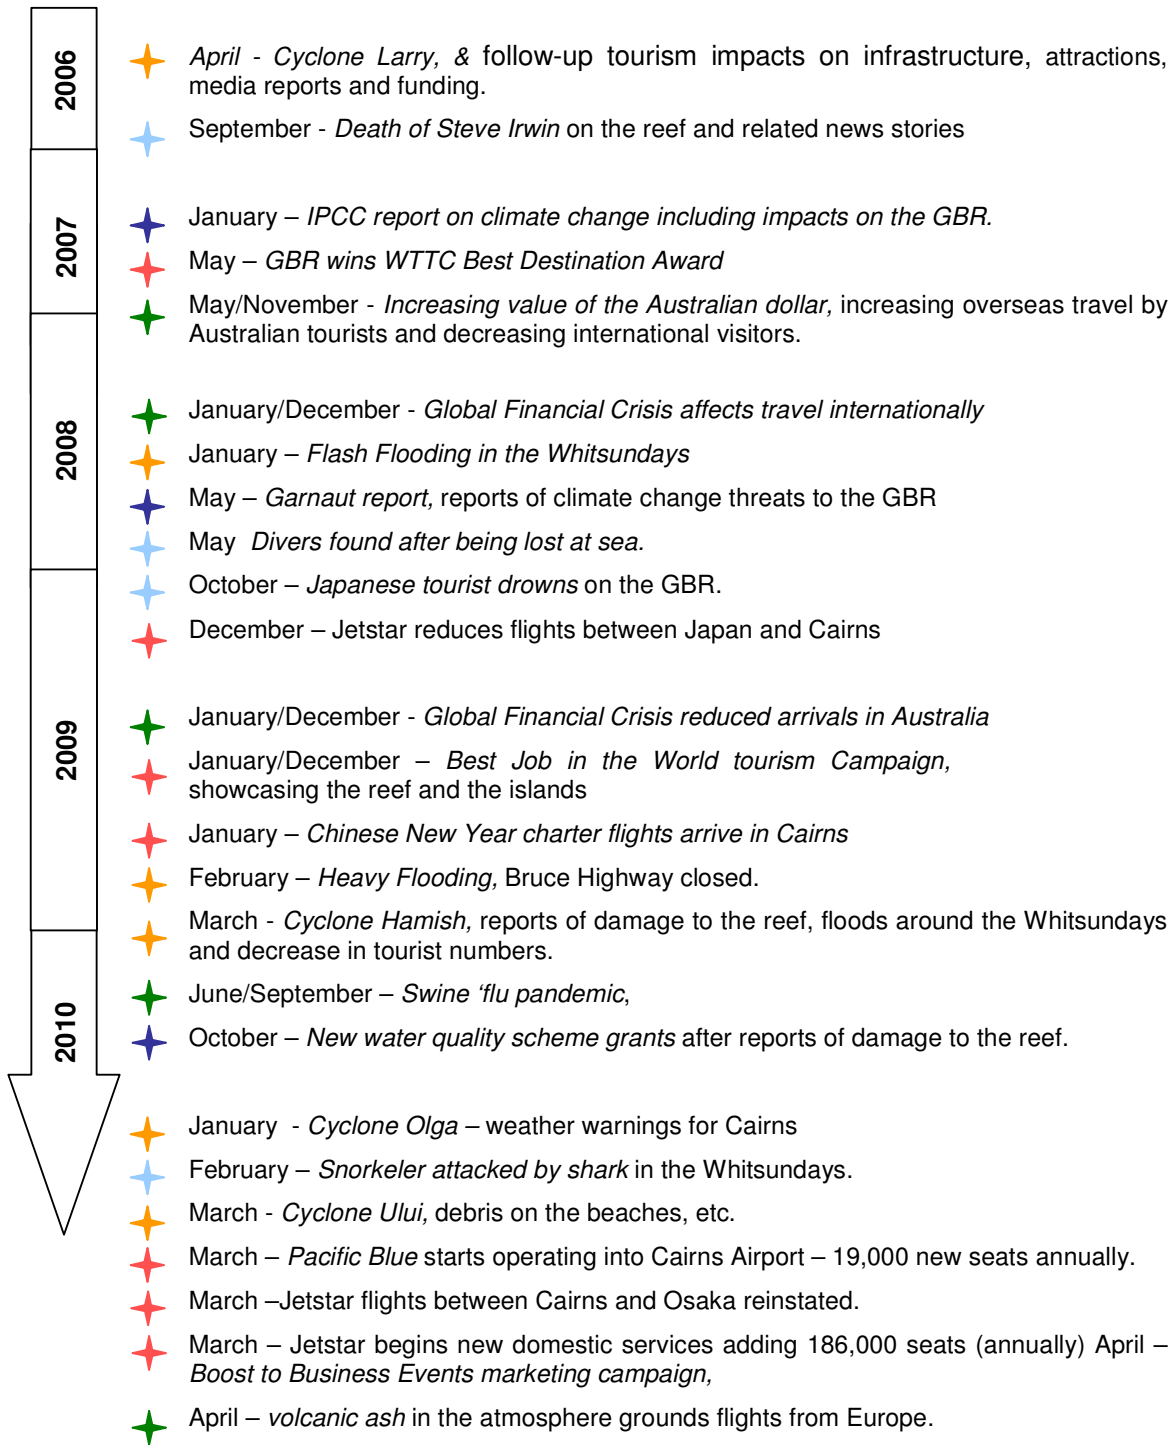 2006
April - Cyclone Larry, & follow-up tourism impacts on infrastructure, attractions,
media reports and funding.
September - Death of Steve Irwin on the reef and related news stories
2007
January – IPCC report on climate change including impacts on the GBR.
May – GBR wins WTTC Best Destination Award
May/November - Increasing value of the Australian dollar, increasing overseas travel by
Australian tourists and decreasing international visitors.
2008
January/December - Global Financial Crisis affects travel internationally
January – Flash Flooding in the Whitsundays
May – Garnaut report, reports of climate change threats to the GBR
May  Divers found after being lost at sea.
October – Japanese tourist drowns on the GBR.
December – Jetstar reduces flights between Japan and Cairns
2009
January/December - Global Financial Crisis reduced arrivals in Australia
January/December – Best Job in the World tourism Campaign,
showcasing the reef and the islands
January – Chinese New Year charter flights arrive in Cairns
February – Heavy Flooding, Bruce Highway closed.
March - Cyclone Hamish, reports of damage to the reef, floods around the Whitsundays
and decrease in tourist numbers.
June/September – Swine ‘flu pandemic,
October – New water quality scheme grants after reports of damage to the reef.
2010
January  - Cyclone Olga – weather warnings for Cairns
February – Snorkeler attacked by shark in the Whitsundays.
March - Cyclone Ului, debris on the beaches, etc.
March – Pacific Blue starts operating into Cairns Airport – 19,000 new seats annually.
March –Jetstar flights between Cairns and Osaka reinstated.
March – Jetstar begins new domestic services adding 186,000 seats (annually) April –
Boost to Business Events marketing campaign,
April – volcanic ash in the atmosphere grounds flights from Europe.